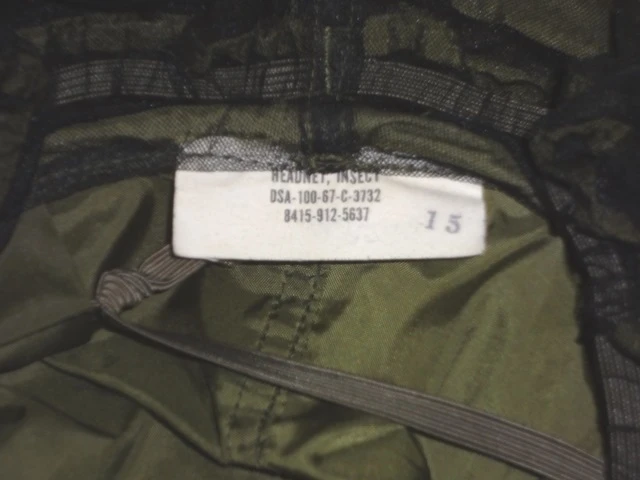 HEADNET, INSECT
DSA-100-67-C-3732
8415-912-5637
15